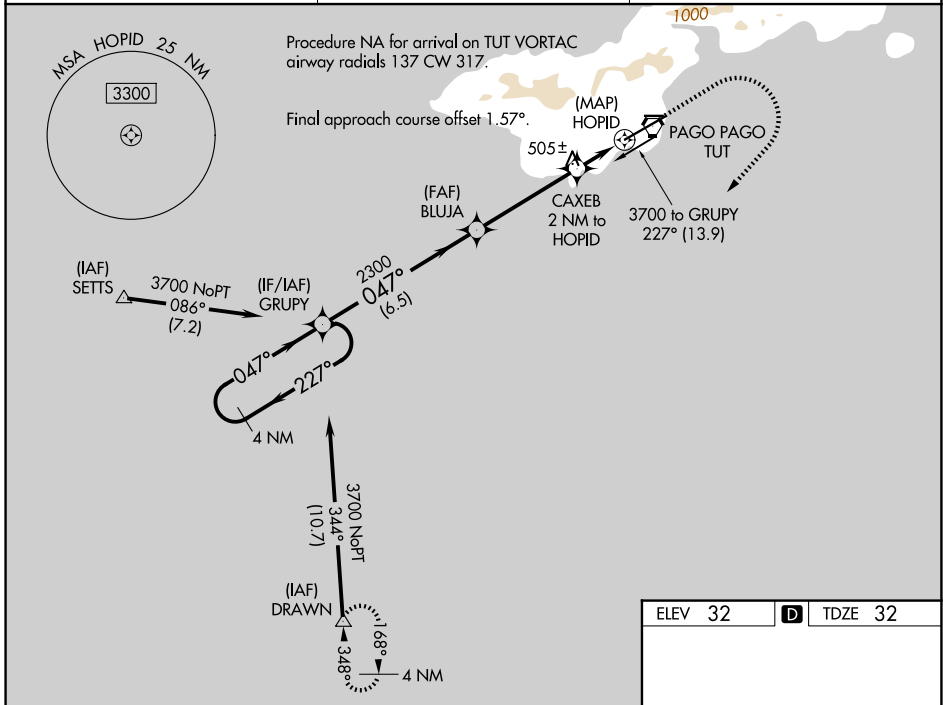 MSA HOPID 25 NM
3300
Procedure NA for arrival on TUT VORTAC
airway radials 137 CW 317.
Final approach course offset 1.57°.
1000
(MAP)
HOPID
505±
PAGO PAGO
TUT
CAXEB
2 NM to
HOPID
3700 to GRUPY
227° (13.9)
(FAF)
BLUJA
(IAF)
SETTS
3700 NoPT
086°
(7.2)
(IF/IAF)
GRUPY
2300
047°
(6.5)
047°
227°
4 NM
3700 NoPT
344°
(10.7)
(IAF)
DRAWN
168°
348°
4 NM
ELEV 32 D TDZE 32